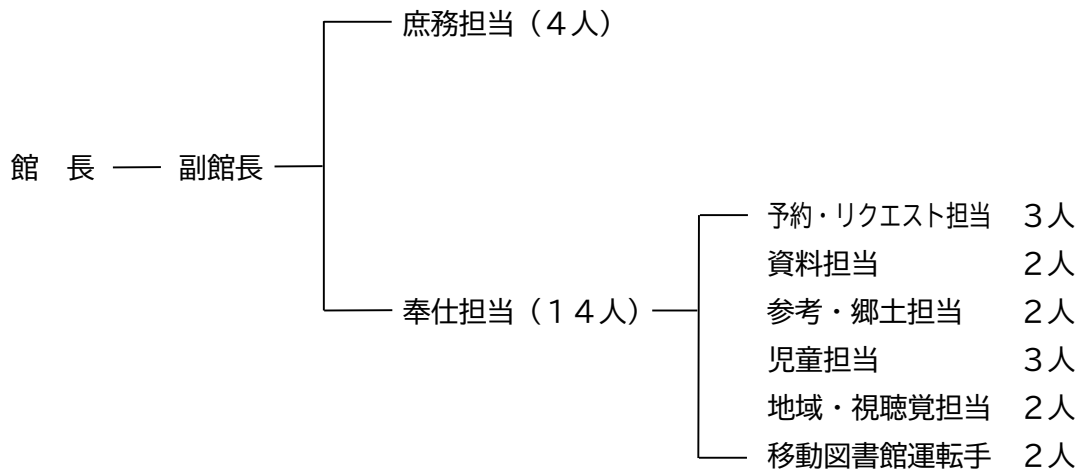 庶務担当（４人）
館　長　副館長
予約・リクエスト担当　３人
資料担当　２人
奉仕担当（１４人）　参考・郷土担当　２人
児童担当　３人
地域・視聴覚担当　２人
移動図書館運転手　２人